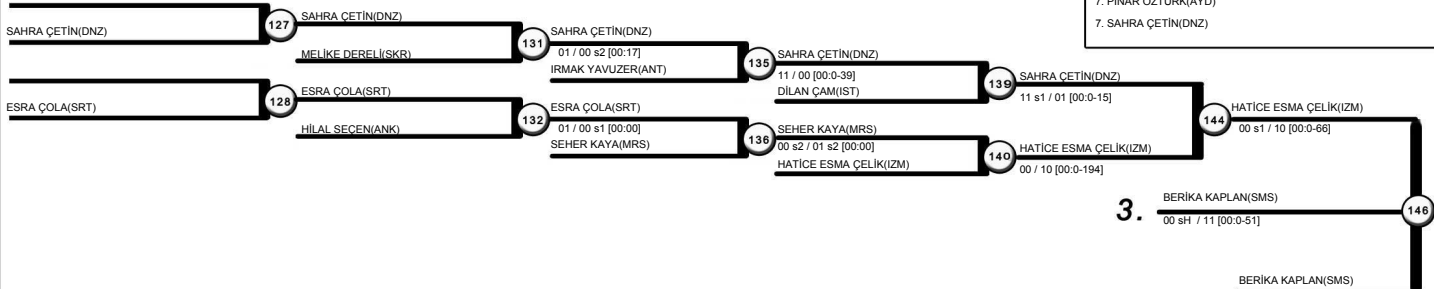 7. PINAR ÖZTÜRK(AYD)
7. SAHRA ÇETİN(DNZ)
SAHRA ÇETİN(DNZ)
127
SAHRA ÇETİN(DNZ)
MELİKE DERELİ(SKR)
131
SAHRA ÇETİN(DNZ)
01 / 00 s2 [00:17]
IRMAK YAVUZER(ANT)
135
SAHRA ÇETİN(DNZ)
11 / 00 [00:0-39]
DİLAN ÇAM(IST)
139
SAHRA ÇETİN(DNZ)
11 s1 / 01 [00:0-15]
ESRA ÇOLA(SRT)
128
ESRA ÇOLA(SRT)
HİLAL SEÇEN(ANK)
132
ESRA ÇOLA(SRT)
01 / 00 s1 [00:00]
SEHER KAYA(MRS)
136
SEHER KAYA(MRS)
00 s2 / 01 s2 [00:00]
HATİCE ESMA ÇELİK(IZM)
140
HATİCE ESMA ÇELİK(IZM)
00 / 10 [00:0-194]
144
HATİCE ESMA ÇELİK(IZM)
00 s1 / 10 [00:0-66]
3.
BERİKA KAPLAN(SMS)
00 sH / 11 [00:0-51]
146
BERİKA KAPLAN(SMS)